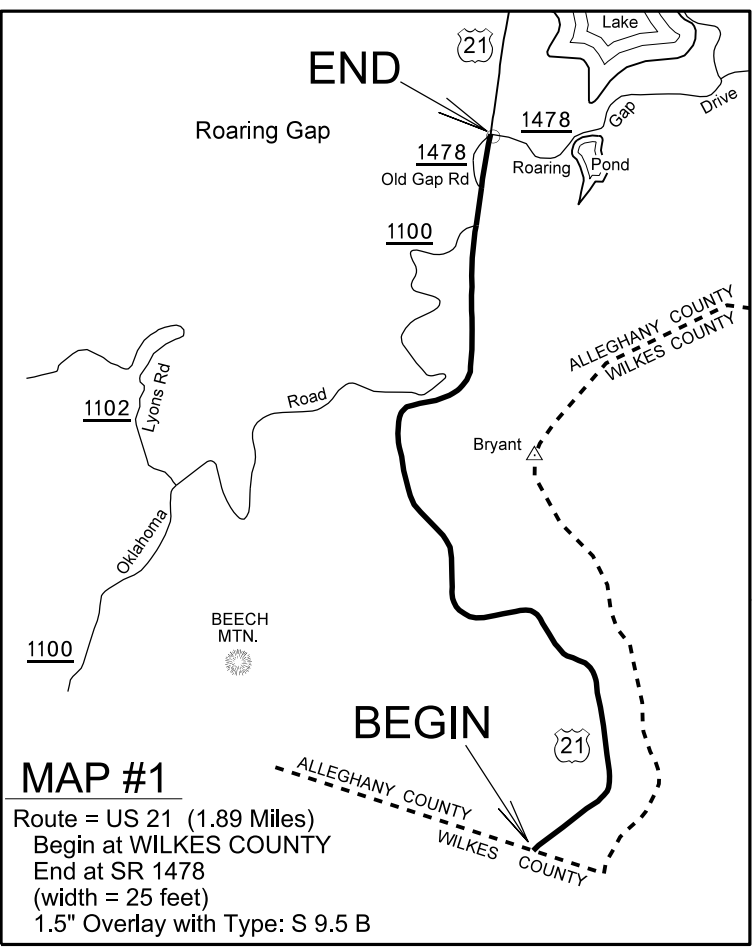 Lake
21
END
1478
Gap
Drive
Roaring Gap
1478
Roaring
Pond
Old Gap Rd
1100
ALLEGHANY COUNTY
WILKES COUNTY
1102
Lyons Rd
Road
Bryant
Oklahoma
BEECH
MTN.
1100
BEGIN
21
ALLEGHANY COUNTY
WILKES COUNTY
MAP #1
Route = US 21 (1.89 Miles)
Begin at WILKES COUNTY
End at SR 1478
(width = 25 feet)
1.5" Overlay with Type: S 9.5 B